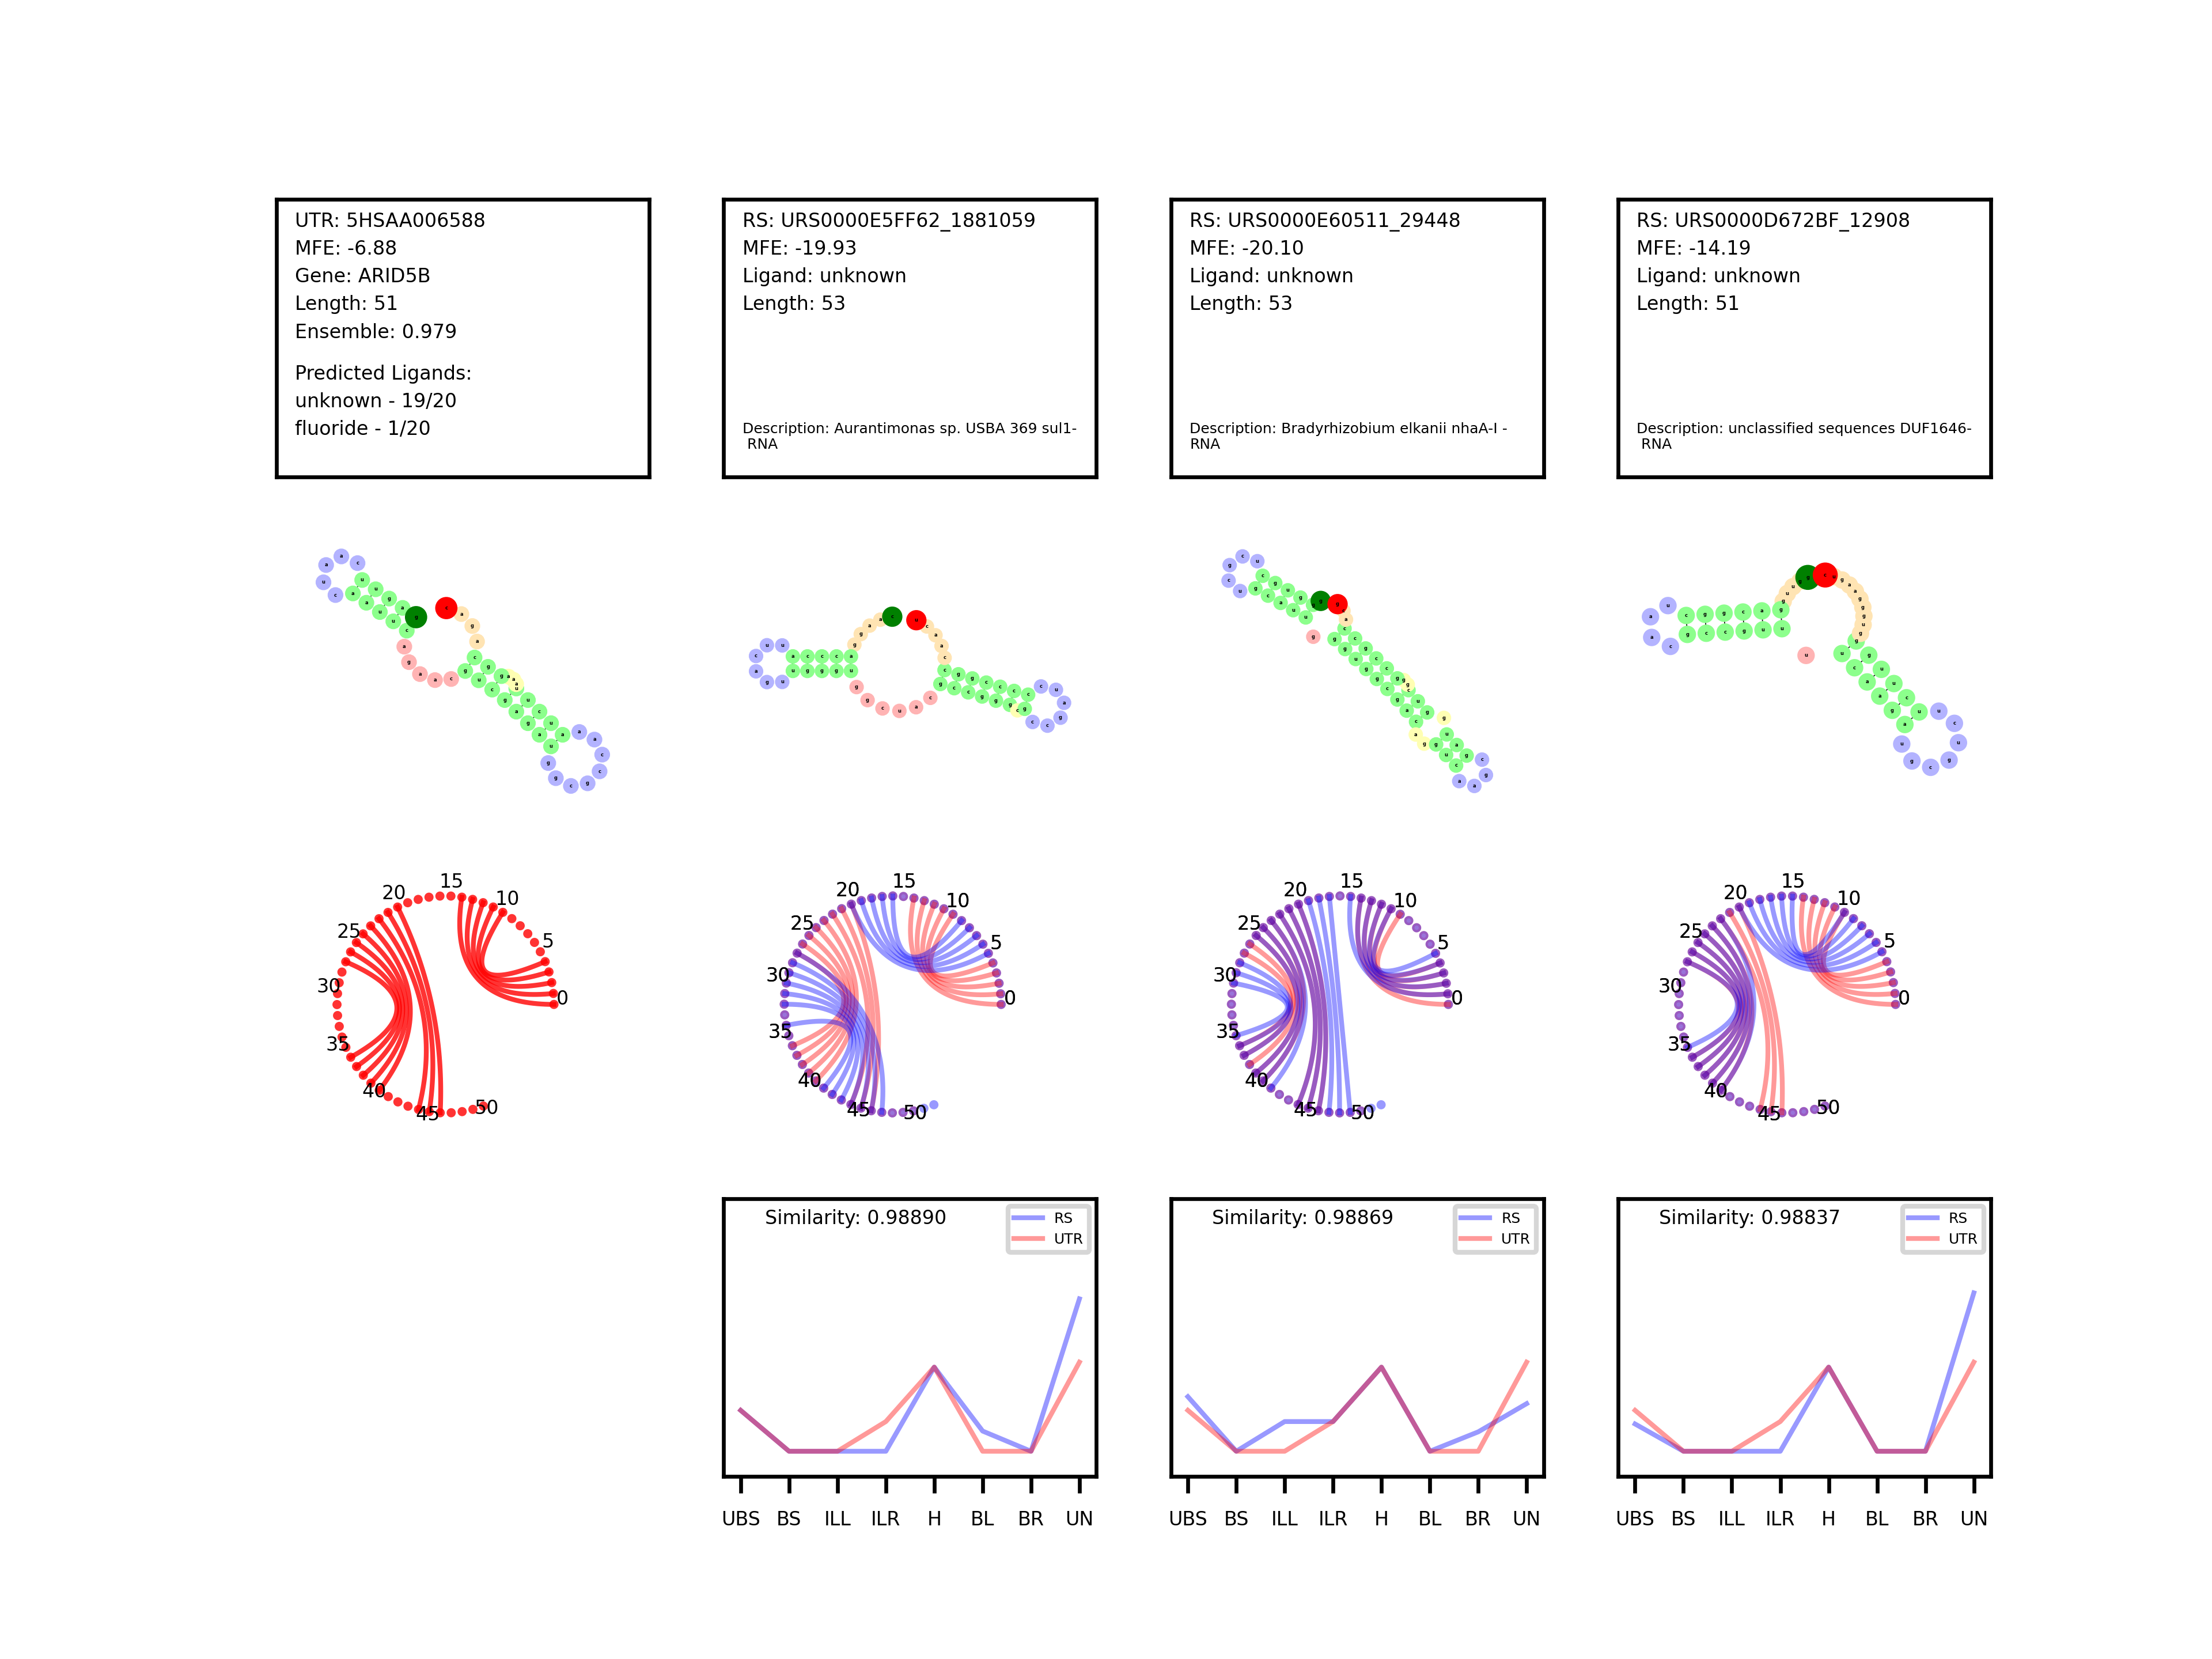 UTR: 5HSAA006588
MFE: -6.88
Gene: ARID5B
Length: 51
Ensemble: 0.979
Predicted Ligands:
unknown - 19/20
fluoride - 1/20
RS: URS0000E5FF62_1881059
MFE: -19.93
Ligand: unknown
Length: 53
Description: Aurantimonas sp. USBA 369 sul1-
RNA
RS: URS0000E60511_29448
MFE: -20.10
Ligand: unknown
Length: 53
Description: Bradyrhizobium elkanii nhaA-I -
RNA
RS: URS0000D672BF_12908
MFE: -14.19
Ligand: unknown
Length: 51
Description: unclassified sequences DUF1646-
RNA
0
5
10
15
20
25
30
35
40
45
50
0
5
10
15
20
25
30
35
40
45
50
0
5
10
15
20
25
30
35
40
45
50
0
5
10
15
20
25
30
35
40
45
50
Similarity: 0.98890
RS
UTR
UBS BS ILL ILR H BL BR UN
Similarity: 0.98869
RS
UTR
UBS BS ILL ILR H BL BR UN
Similarity: 0.98837
RS
UTR
UBS BS ILL ILR H BL BR UN